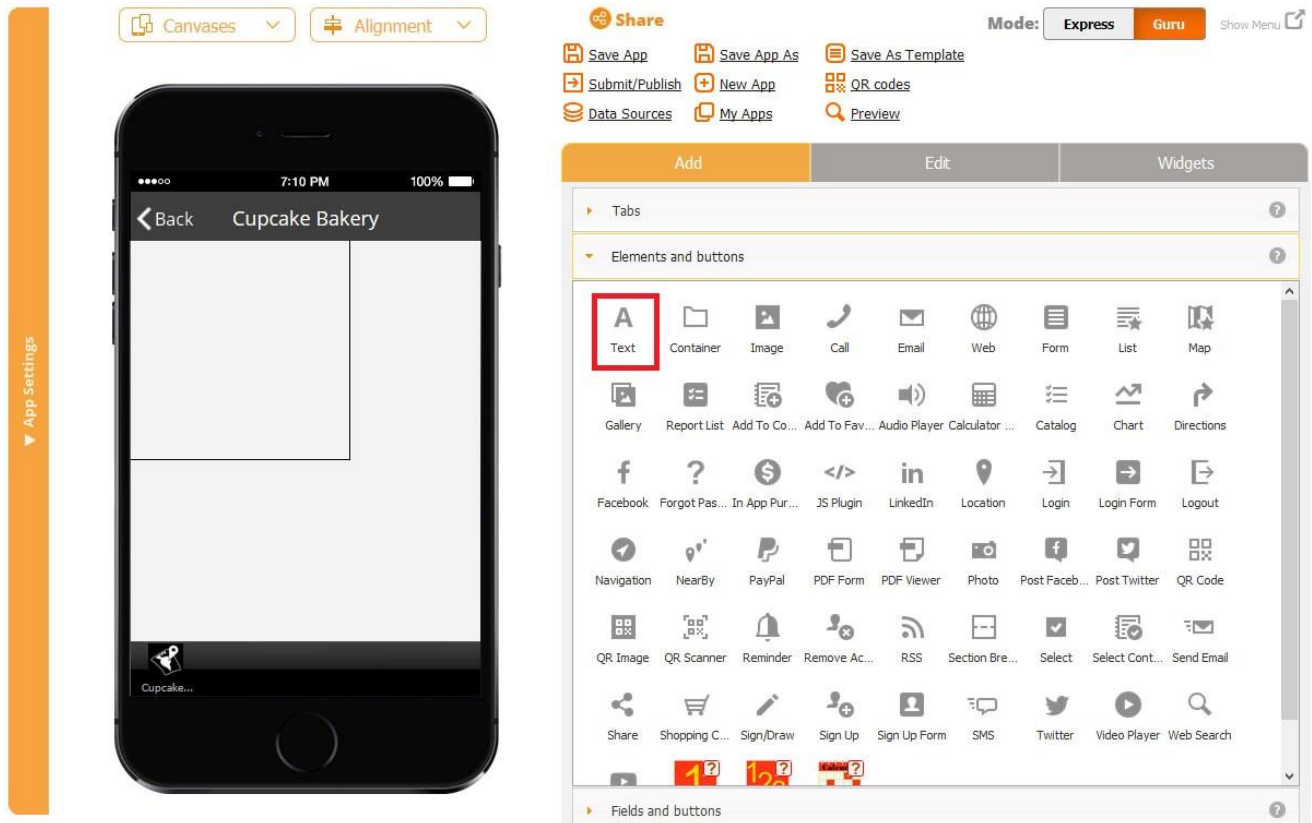 Canvases
Alignment
Share
Mode: Express Guru Show Menu
Save App Save App As Save As Template
Submit/Publish New App QR codes
Data Sources My Apps Preview
Add Edit Widgets
Tabs ?
Elements and buttons ?
A
Text Container Image Call Email Web Form List Map
Gallery Report List Add To Co... Add To Fav... Audio Player Calculator ... Catalog Chart Directions
f ? $ </> in
Facebook Forgot Pas... In App Pur... JS Plugin LinkedIn Location Login Login Form Logout
Navigation NearBy PayPal PDF Form PDF Viewer Photo Post Faceb... Post Twitter QR Code
QR Image QR Scanner Reminder Remove Ac... RSS Section Bre... Select Select Cont... Send Email
Share Shopping C... Sign/Draw Sign Up Sign Up Form SMS Twitter Video Player Web Search
Fields and buttons ?
App Settings
7:10 PM 100%
Back Cupcake Bakery
Cupcake...